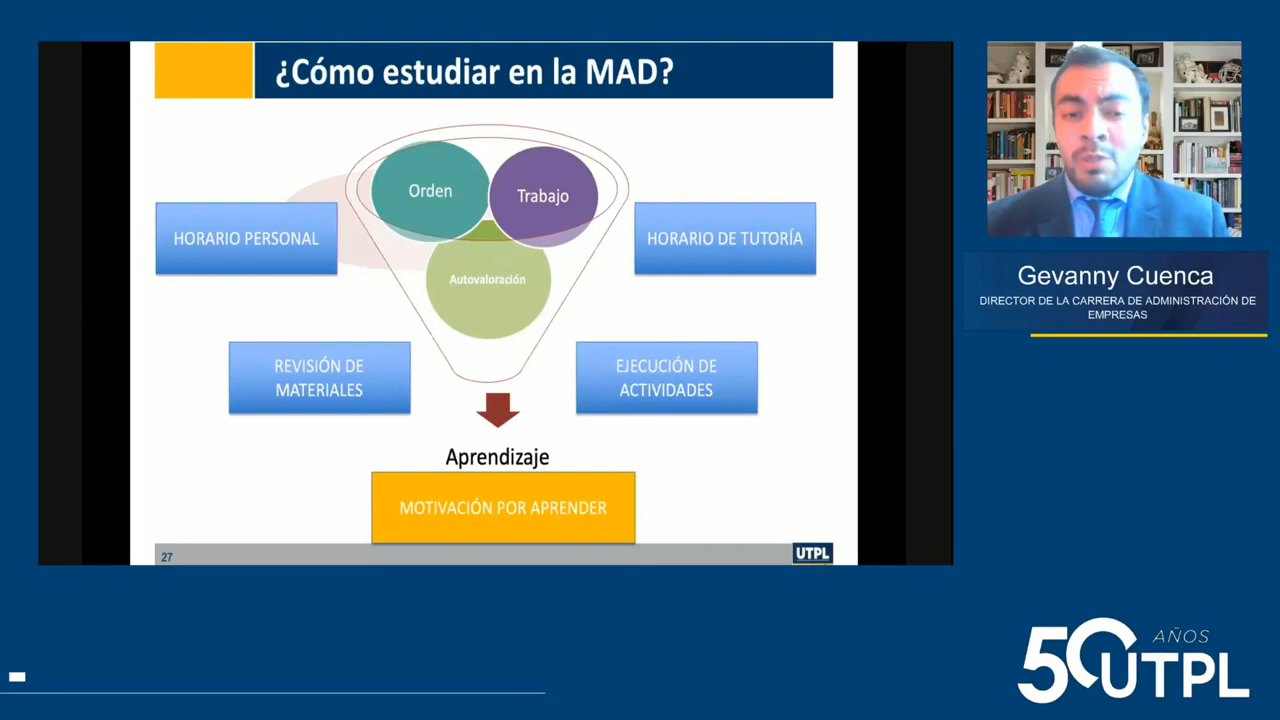 ¿Cómo estudiar en la MAD?
Orden
Trabajo
Autovaloración
HORARIO PERSONAL
HORARIO DE TUTORÍA
REVISIÓN DE
MATERIALES
EJECUCIÓN DE
ACTIVIDADES
Aprendizaje
MOTIVACIÓN POR APRENDER
27
UTPL
Gevanny Cuenca
DIRECTOR DE LA CARRERA DE ADMINISTRACIÓN DE
EMPRESAS
50 AÑOS
UTPL